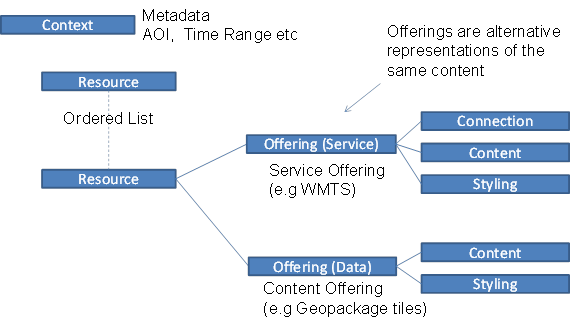 Context
Metadata
AOI, Time Range etc
Offerings are alternative
representations of the
same content
Resource
Ordered List
Resource
Offering (Service)
Service Offering
(e.g WMTS)
Connection
Content
Styling
Offering (Data)
Content Offering
(e.g Geopackage tiles)
Content
Styling